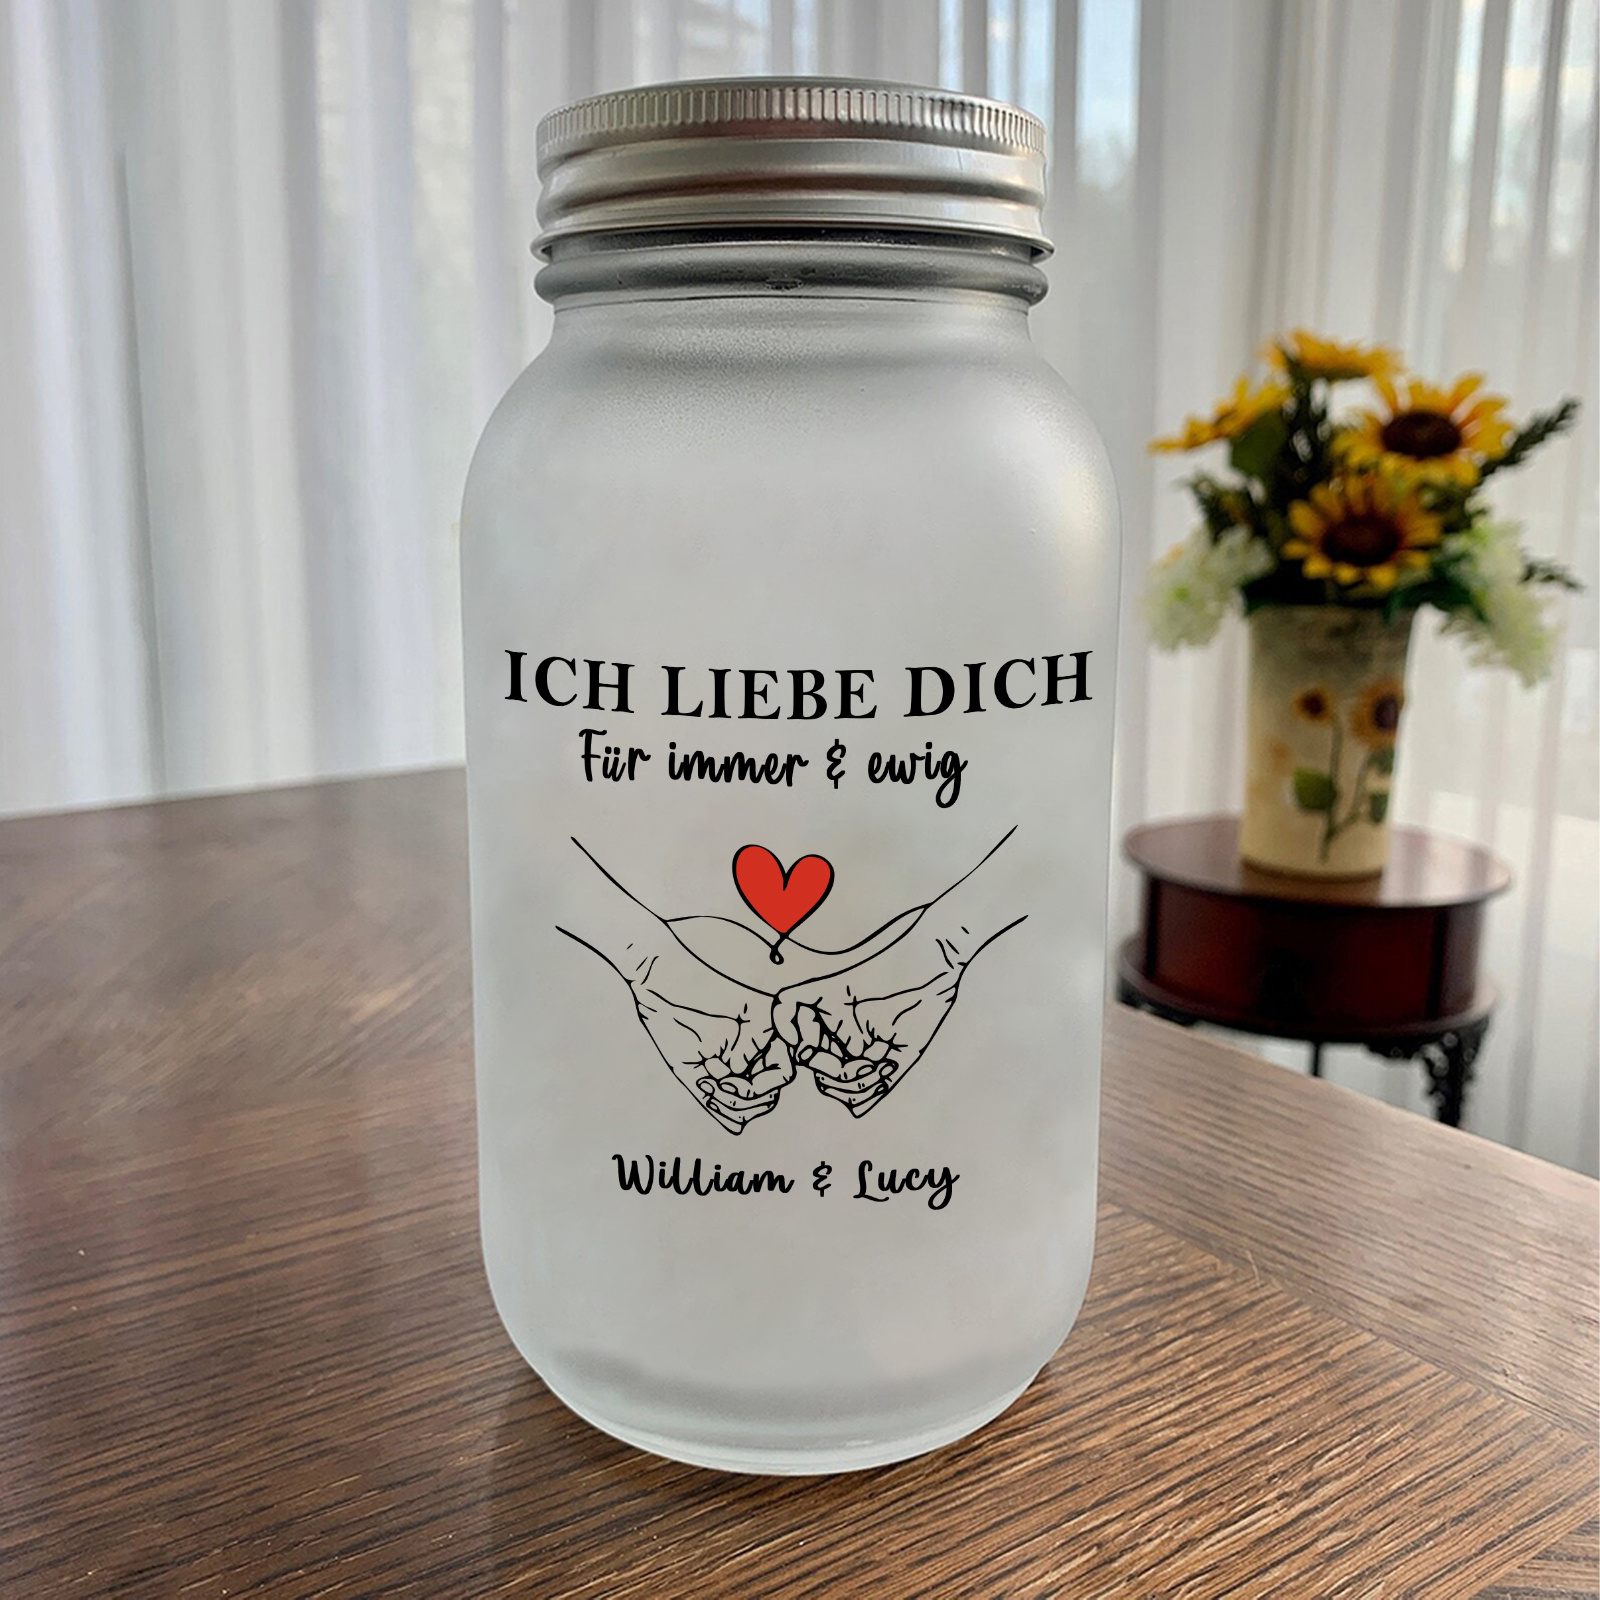 ICH LIEBE DICH
Für immer & ewig
William & Lucy